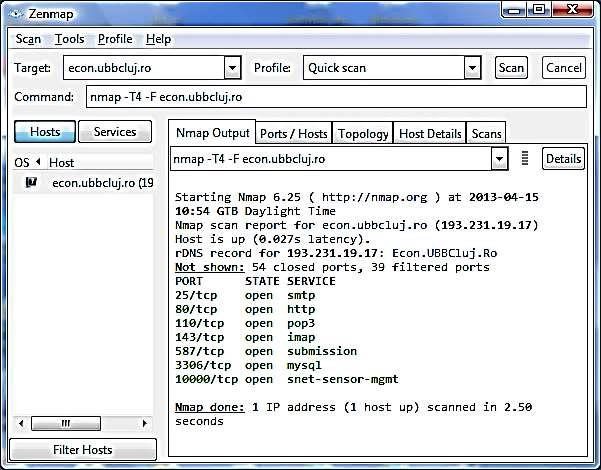 Zenmap
Scan Tools Profile Help
Target: econ.ubbcluj.ro Profile: Quick scan Scan Cancel
Command: nmap -T4 -F econ.ubbcluj.ro
Hosts Services
Nmap Output Ports / Hosts Topology Host Details Scans
OS Host
econ.ubbcluj.ro (19
nmap -T4 -F econ.ubbcluj.ro Details
Starting Nmap 6.25 ( http://nmap.org ) at 2013-04-15
10:54 GTB Daylight Time
Nmap scan report for econ.ubbcluj.ro (193.231.19.17)
Host is up (0.027s latency).
rDNS record for 193.231.19.17: Econ.UBBCluj.Ro
Not shown: 54 closed ports, 39 filtered ports
PORT STATE SERVICE
25/tcp open smtp
80/tcp open http
110/tcp open pop3
143/tcp open imap
587/tcp open submission
3306/tcp open mysql
10000/tcp open snet-sensor-mgmt
Nmap done: 1 IP address (1 host up) scanned in 2.50
seconds
Filter Hosts